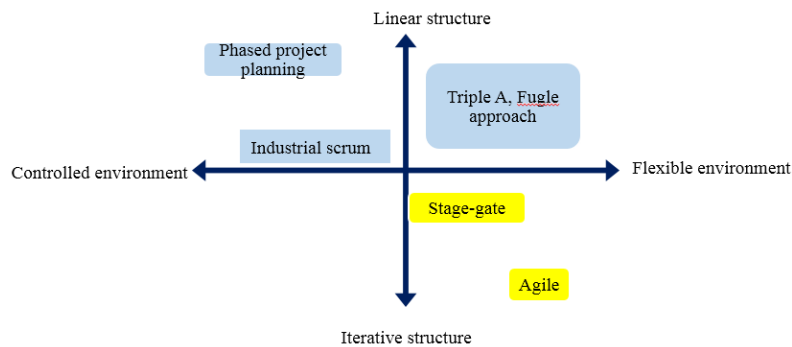 Linear structure
Phased project
planning
Triple A, Fugle
approach
Industrial scrum
Controlled environment
Flexible environment
Stage-gate
Agile
Iterative structure